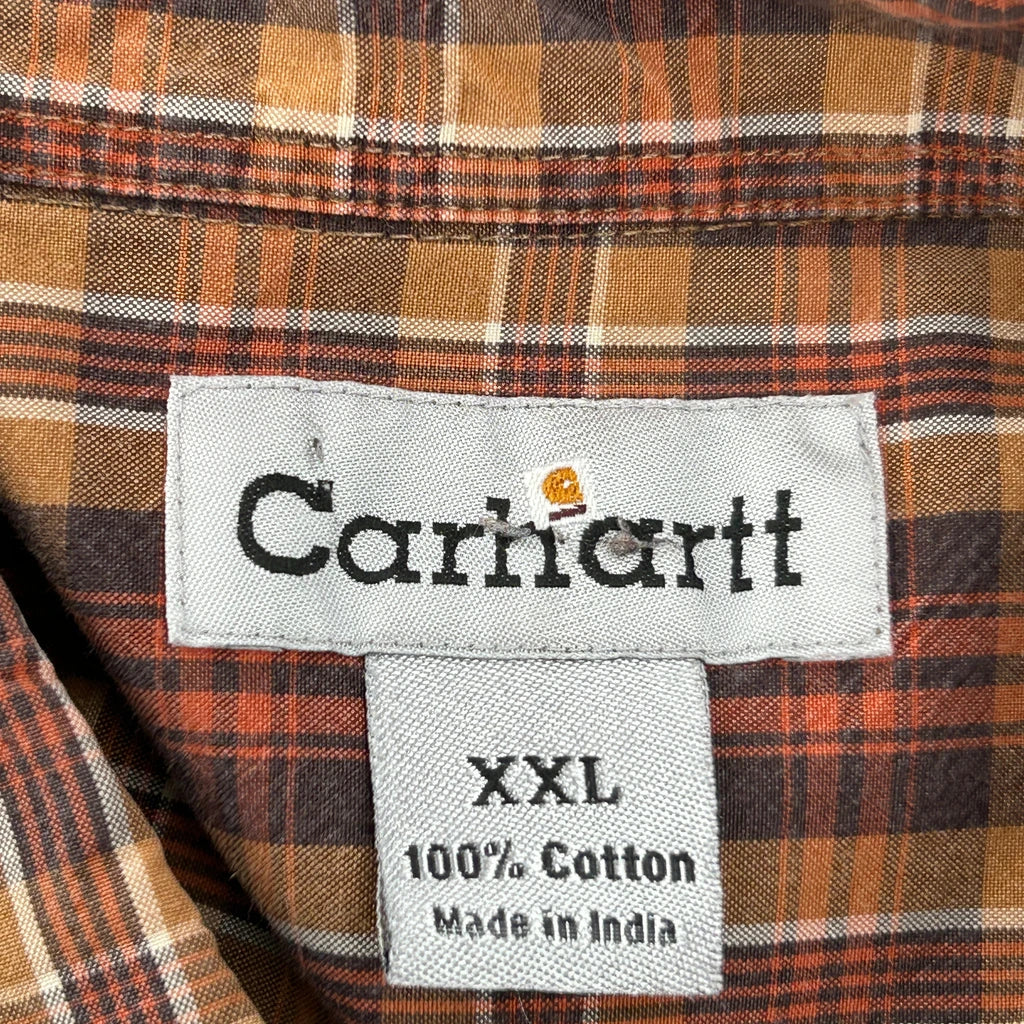 Carhartt
XXL
100% Cotton
Made in India